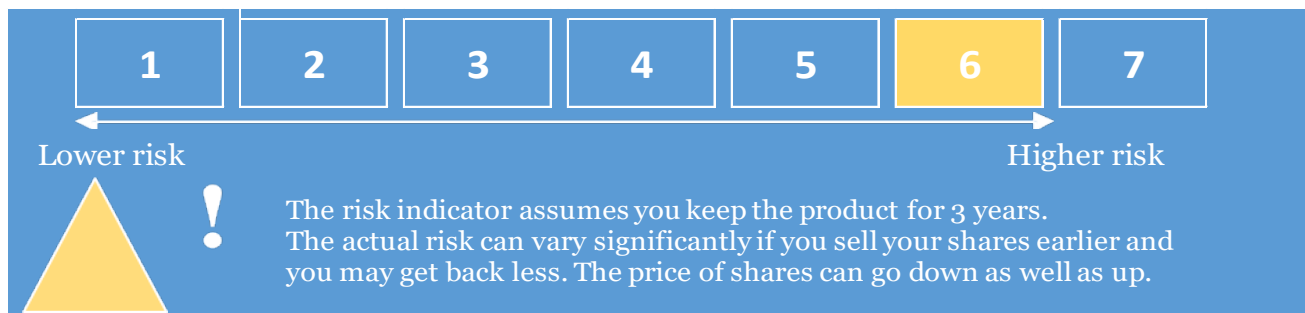 1 2 3 4 5 6 7
Lower risk Higher risk
!
The risk indicator assumes you keep the product for 3 years.
The actual risk can vary significantly if you sell your shares earlier and
you may get back less. The price of shares can go down as well as up.